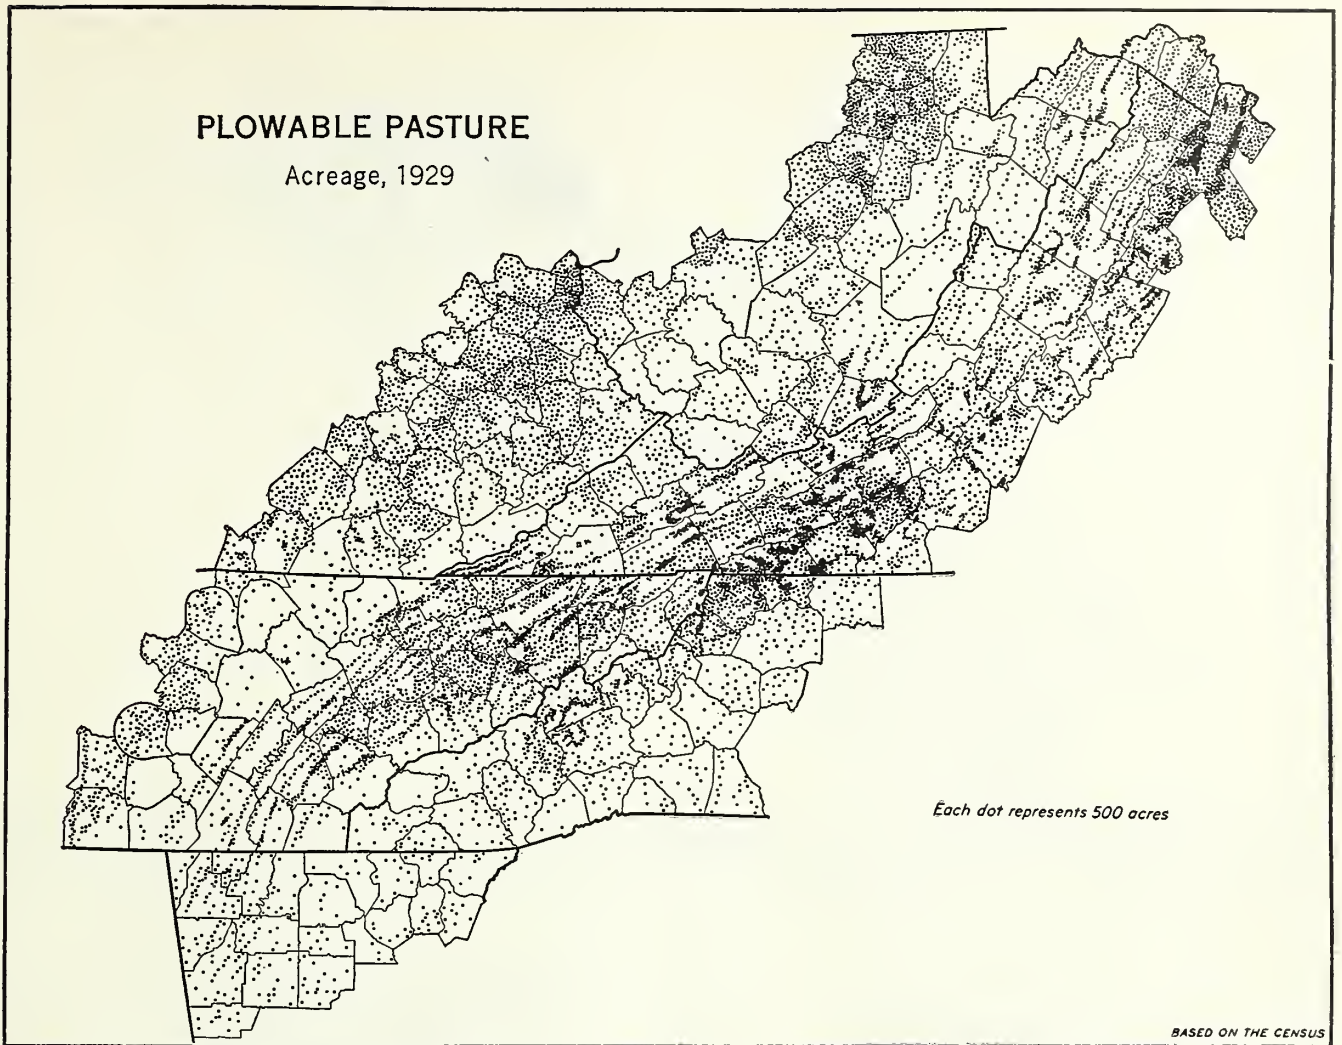 PLOWABLE PASTURE
Acreage, 1929
Each dot represents 500 acres
BASED ON THE CENSUS